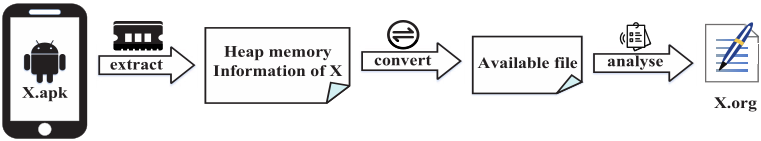 X.apk
extract
Heap memory
Information of X
convert
Available file
analyse
X.org